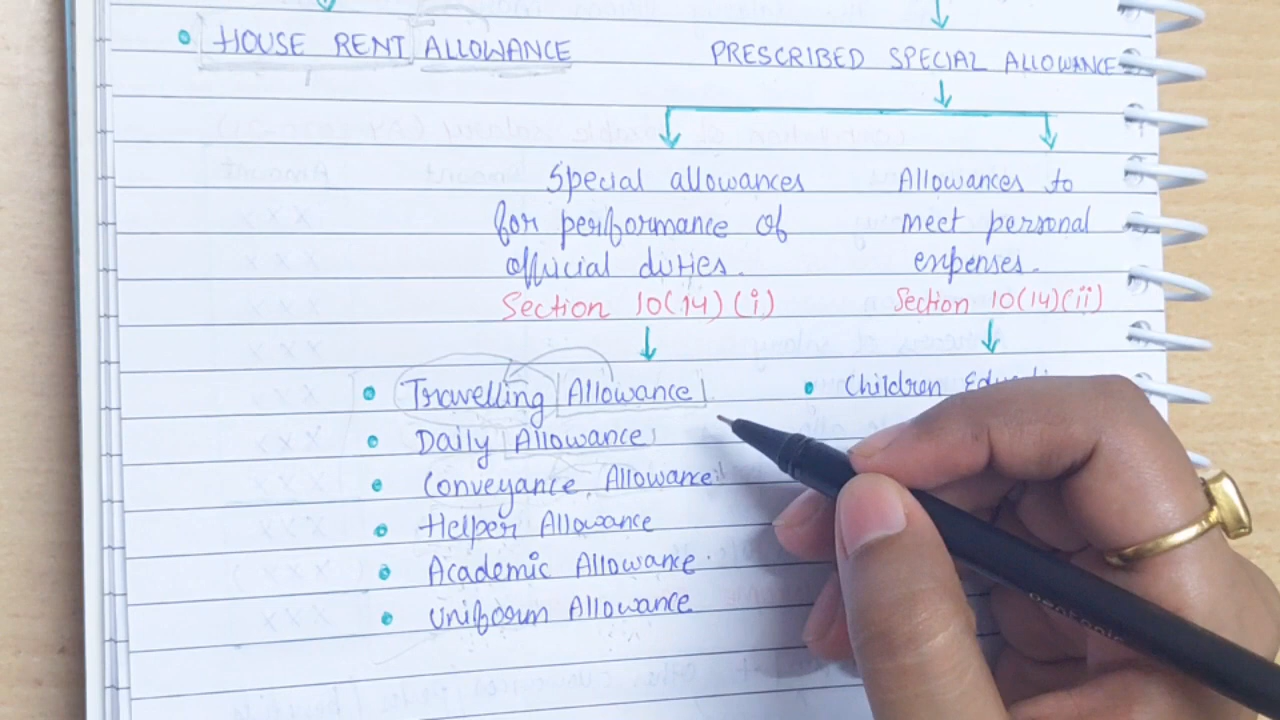 HOUSE RENT ALLOWANCE
PRESCRIBED SPECIAL ALLOWANCE
Special allowances
for performance of
official duties.
Section 10(14)(i)
Allowances to
meet personal
expenses.
Section 10(14)(ii)
Travelling Allowance
Daily Allowance
Conveyance Allowance
Helper Allowance
Academic Allowance
Uniform Allowance
Children